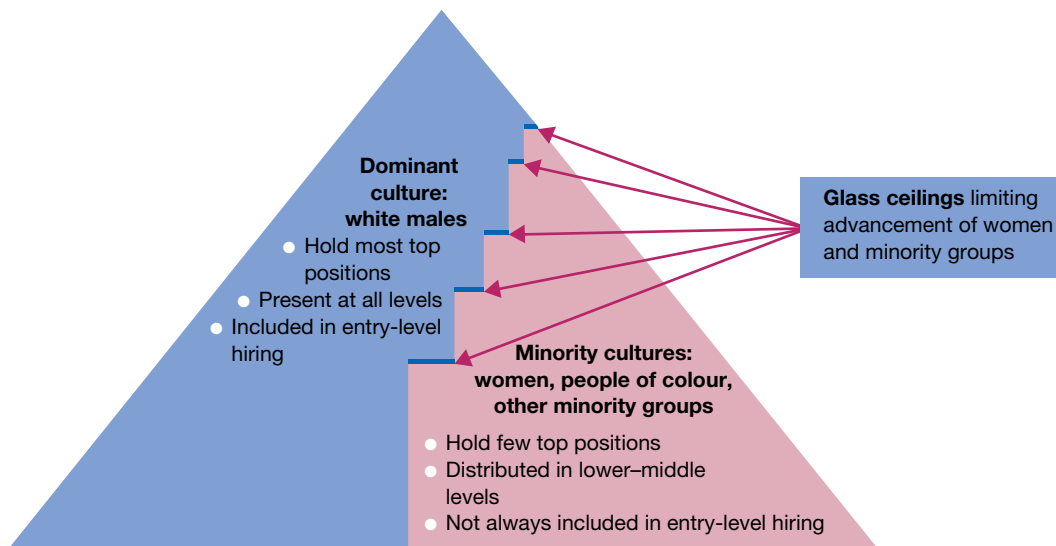 Dominant
culture:
white males
● Hold most top
positions
● Present at all levels
● Included in entry-level
hiring
Glass ceilings limiting
advancement of women
and minority groups
Minority cultures:
women, people of colour,
other minority groups
● Hold few top positions
● Distributed in lower–middle
levels
● Not always included in entry-level hiring